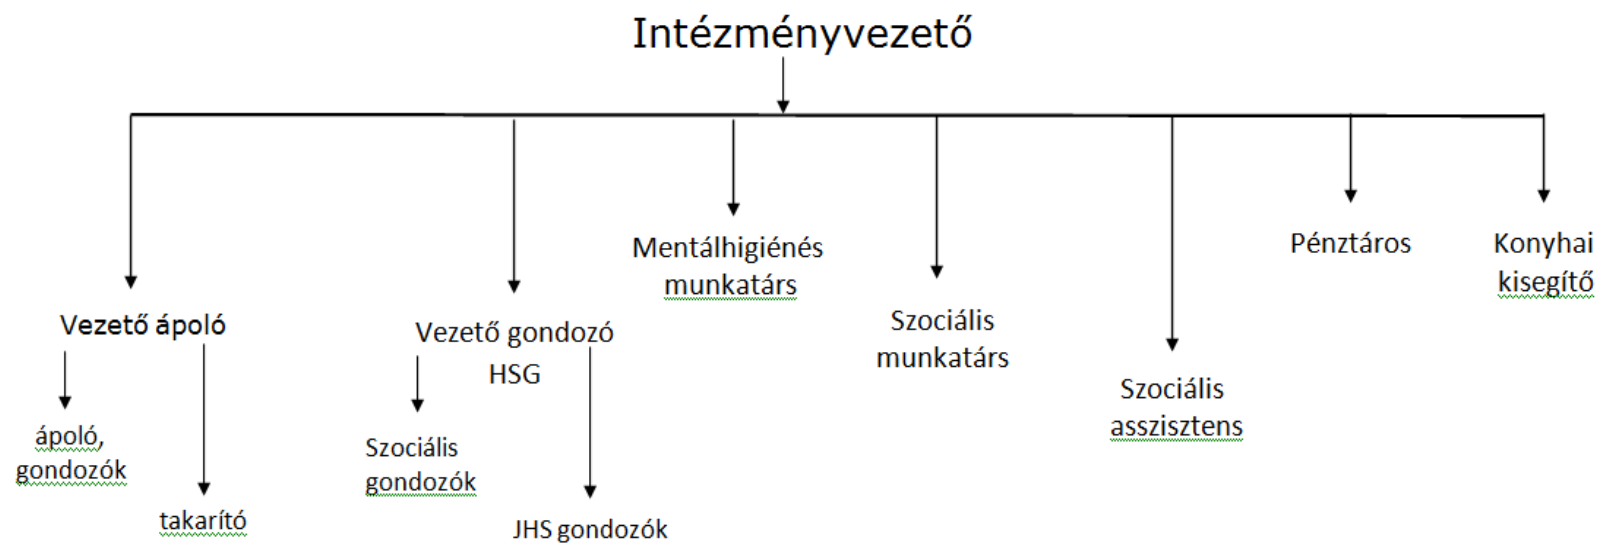 Intézményvezető
Mentálhigiénés
munkatárs
Pénztáros
Konyhai
kisegítő
Vezető ápoló
Vezető gondozó
HSG
Szociális
munkatárs
Szociális
asszisztens
ápoló,
gondozók
Szociális
gondozók
takarító
JHS gondozók